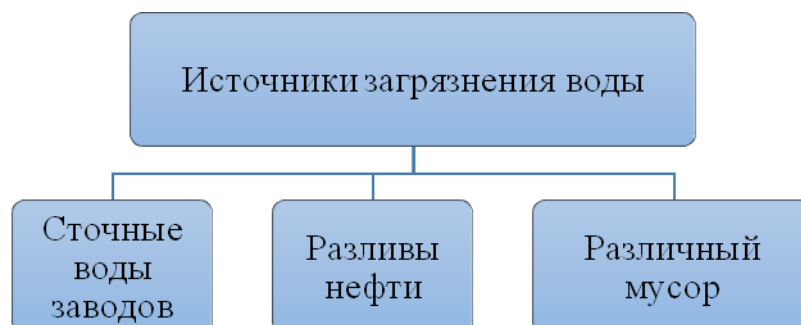 Источники загрязнения воды
Сточные
воды
заводов
Разливы
нефти
Различный
мусор